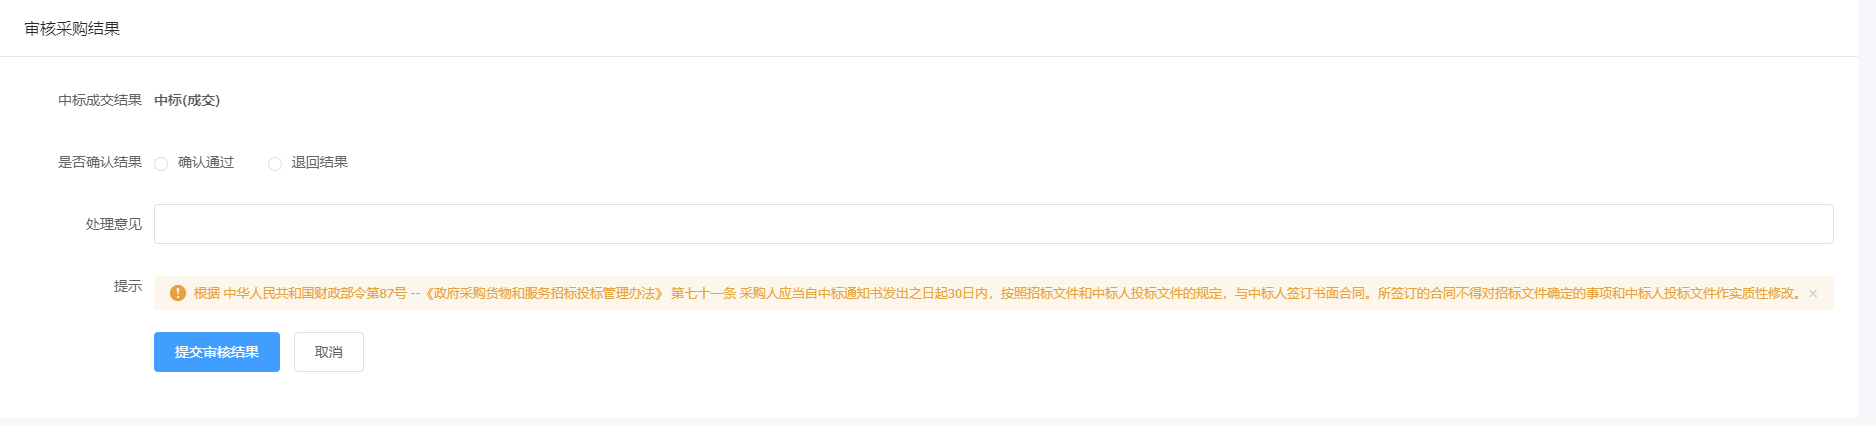 审核采购结果
中标成交结果 中标(成交)
是否确认结果 确认通过 退回结果
处理意见
提示 根据 中华人民共和国财政部令第87号 --《政府采购货物和服务招标投标管理办法》 第七十一条 采购人应当自中标通知书发出之日起30日内，按照招标文件和中标人投标文件的规定，与中标人签订书面合同。所签订的合同不得对招标文件确定的事项和中标人投标文件作实质性修改。
提交审核结果 取消